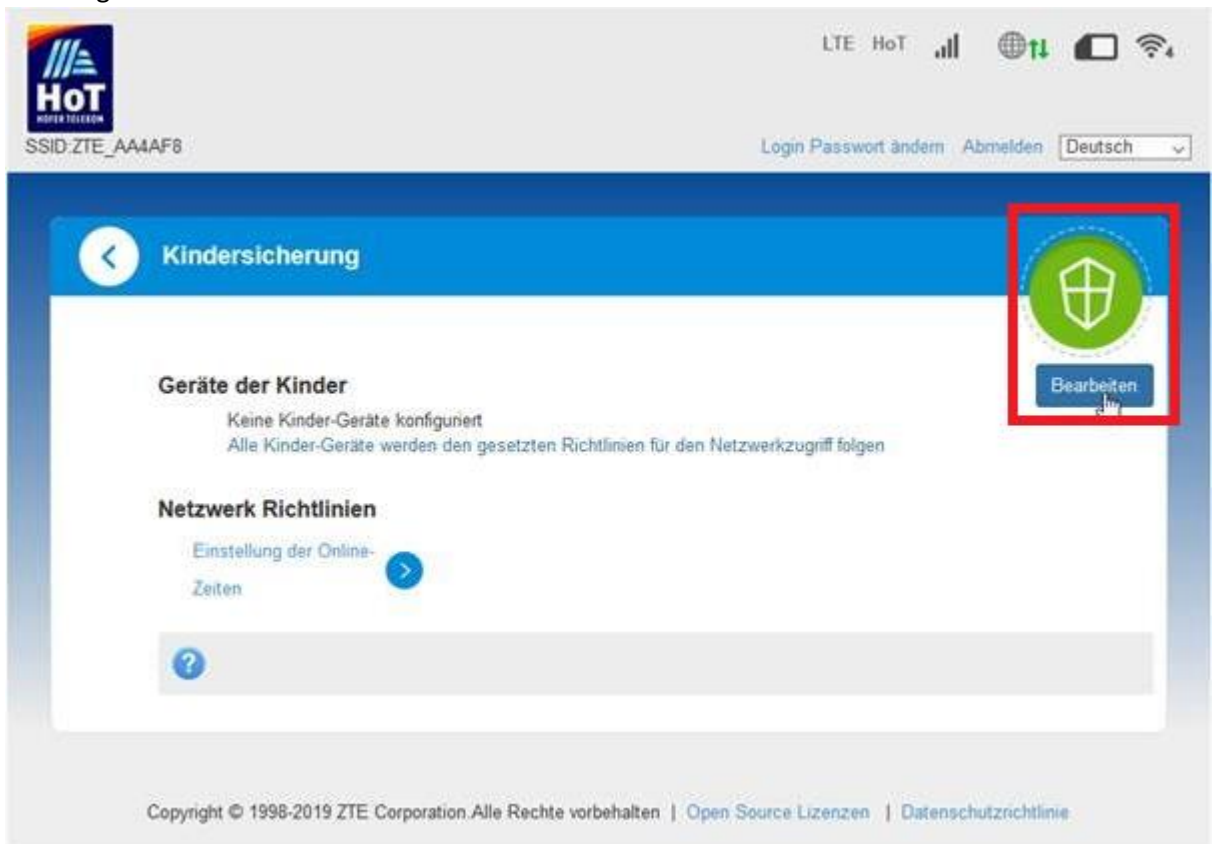 LTE HoT
4
HoT
HOFER TELEKOM
SSID:ZTE_AA4AF8
Login Passwort ändern Abmelden Deutsch
Kindersicherung
Geräte der Kinder
Bearbeiten
Keine Kinder-Geräte konfiguriert
Alle Kinder-Geräte werden den gesetzten Richtlinien für den Netzwerkzugriff folgen
Netzwerk Richtlinien
Einstellung der Online-
Zeiten
?
Copyright © 1998-2019 ZTE Corporation.Alle Rechte vorbehalten | Open Source Lizenzen | Datenschutzrichtlinie